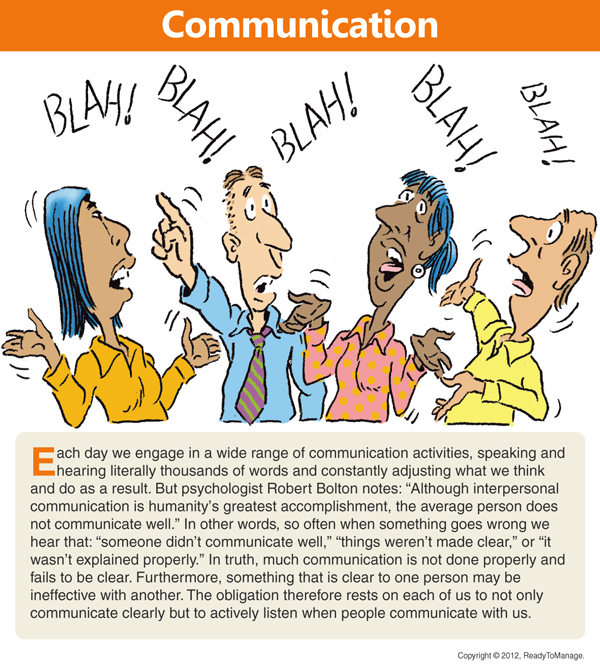 Communication
BLAH!
BLAH!
BLAH!
BLAH!
BLAH!
Each day we engage in a wide range of communication activities, speaking and
hearing literally thousands of words and constantly adjusting what we think
and do as a result. But psychologist Robert Bolton notes: “Although interpersonal
communication is humanity’s greatest accomplishment, the average person does
not communicate well.” In other words, so often when something goes wrong we
hear that: “someone didn’t communicate well,” “things weren’t made clear,” or “it
wasn’t explained properly.” In truth, much communication is not done properly and
fails to be clear. Furthermore, something that is clear to one person may be
ineffective with another. The obligation therefore rests on each of us to not only
communicate clearly but to actively listen when people communicate with us.
Copyright © 2012, ReadyToManage.